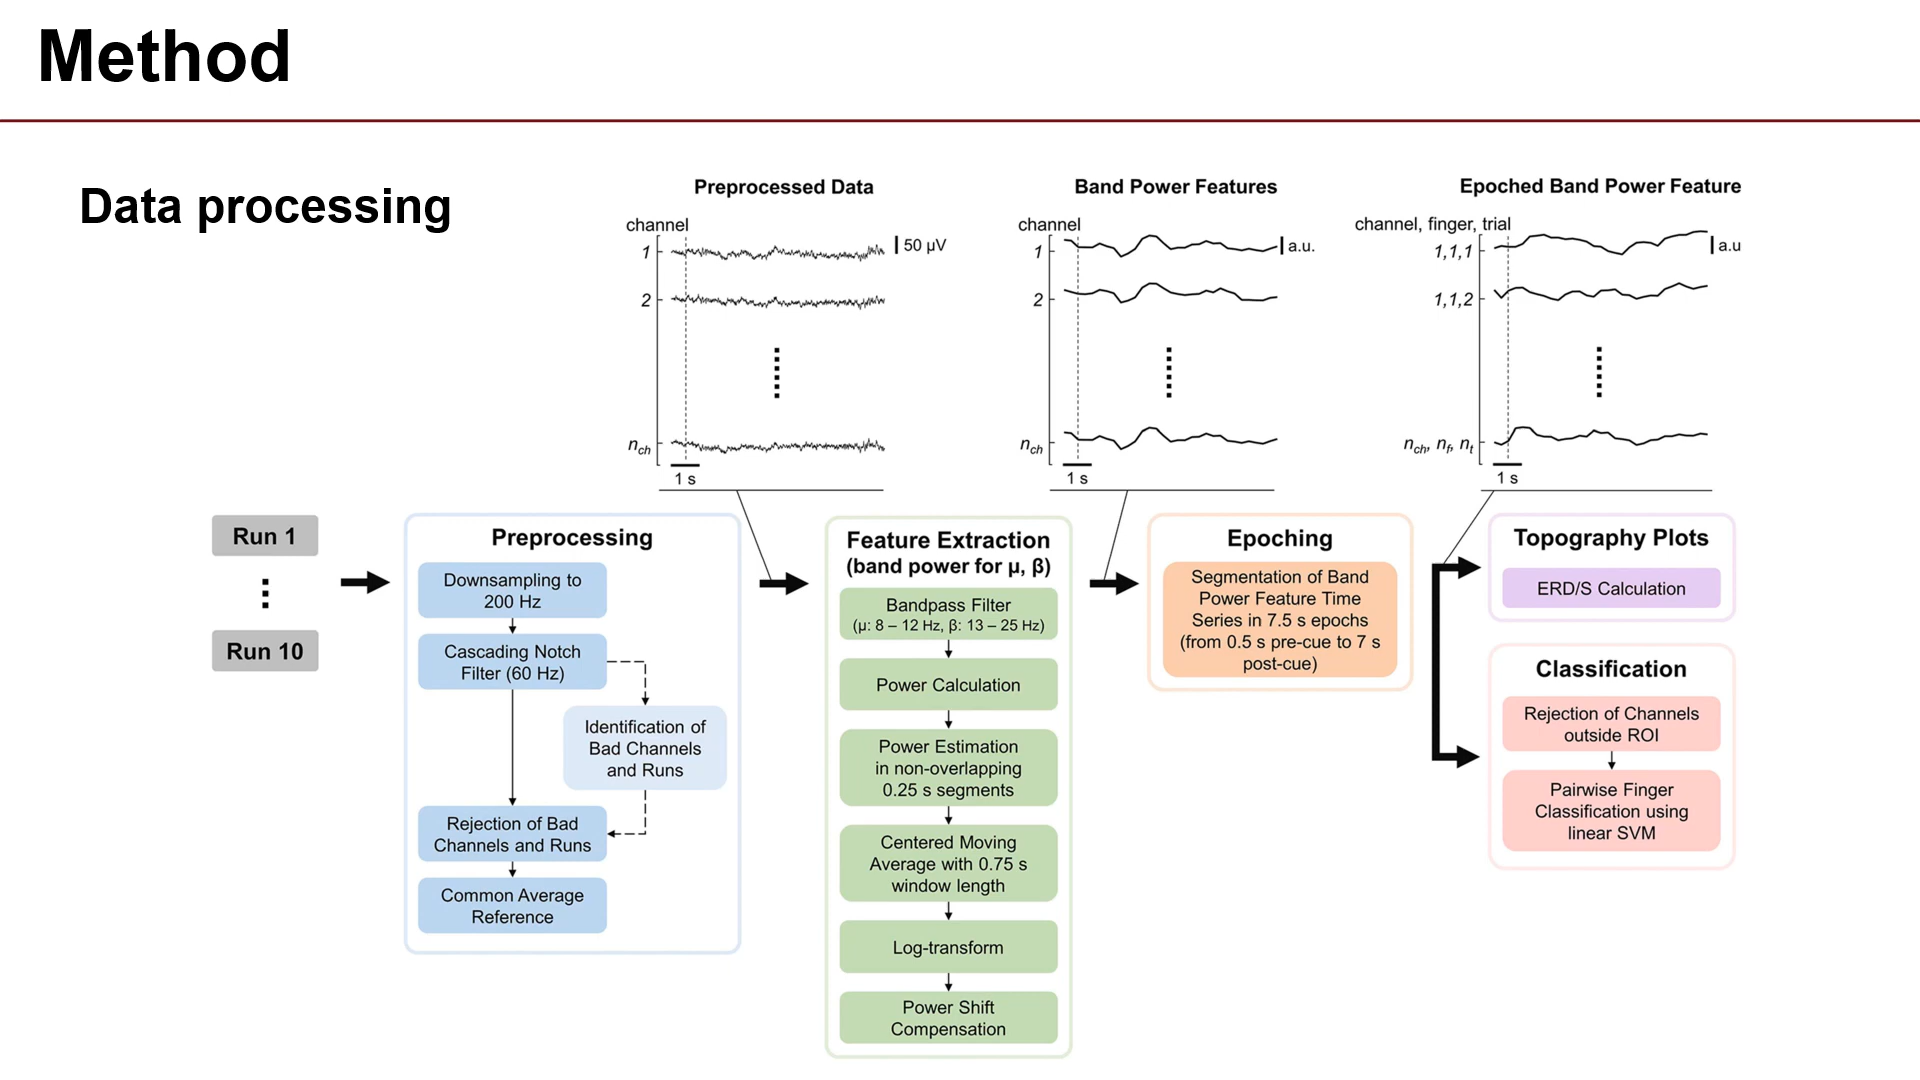 Method
Data processing
Preprocessed Data
channel
1
2
nch
50 μV
1 s
Band Power Features
channel
1
2
nch
a.u.
1 s
Epoched Band Power Feature
channel, finger, trial
1,1,1
1,1,2
nch, nf, nt
a.u
1 s
Run 1
Run 10
Preprocessing
Downsampling to
200 Hz
Cascading Notch
Filter (60 Hz)
Identification of
Bad Channels
and Runs
Rejection of Bad
Channels and Runs
Common Average
Reference
Feature Extraction
(band power for μ, β)
Bandpass Filter
(μ: 8 – 12 Hz, β: 13 – 25 Hz)
Power Calculation
Power Estimation
in non-overlapping
0.25 s segments
Centered Moving
Average with 0.75 s
window length
Log-transform
Power Shift
Compensation
Epoching
Segmentation of Band
Power Feature Time
Series in 7.5 s epochs
(from 0.5 s pre-cue to 7 s
post-cue)
Topography Plots
ERD/S Calculation
Classification
Rejection of Channels
outside ROI
Pairwise Finger
Classification using
linear SVM